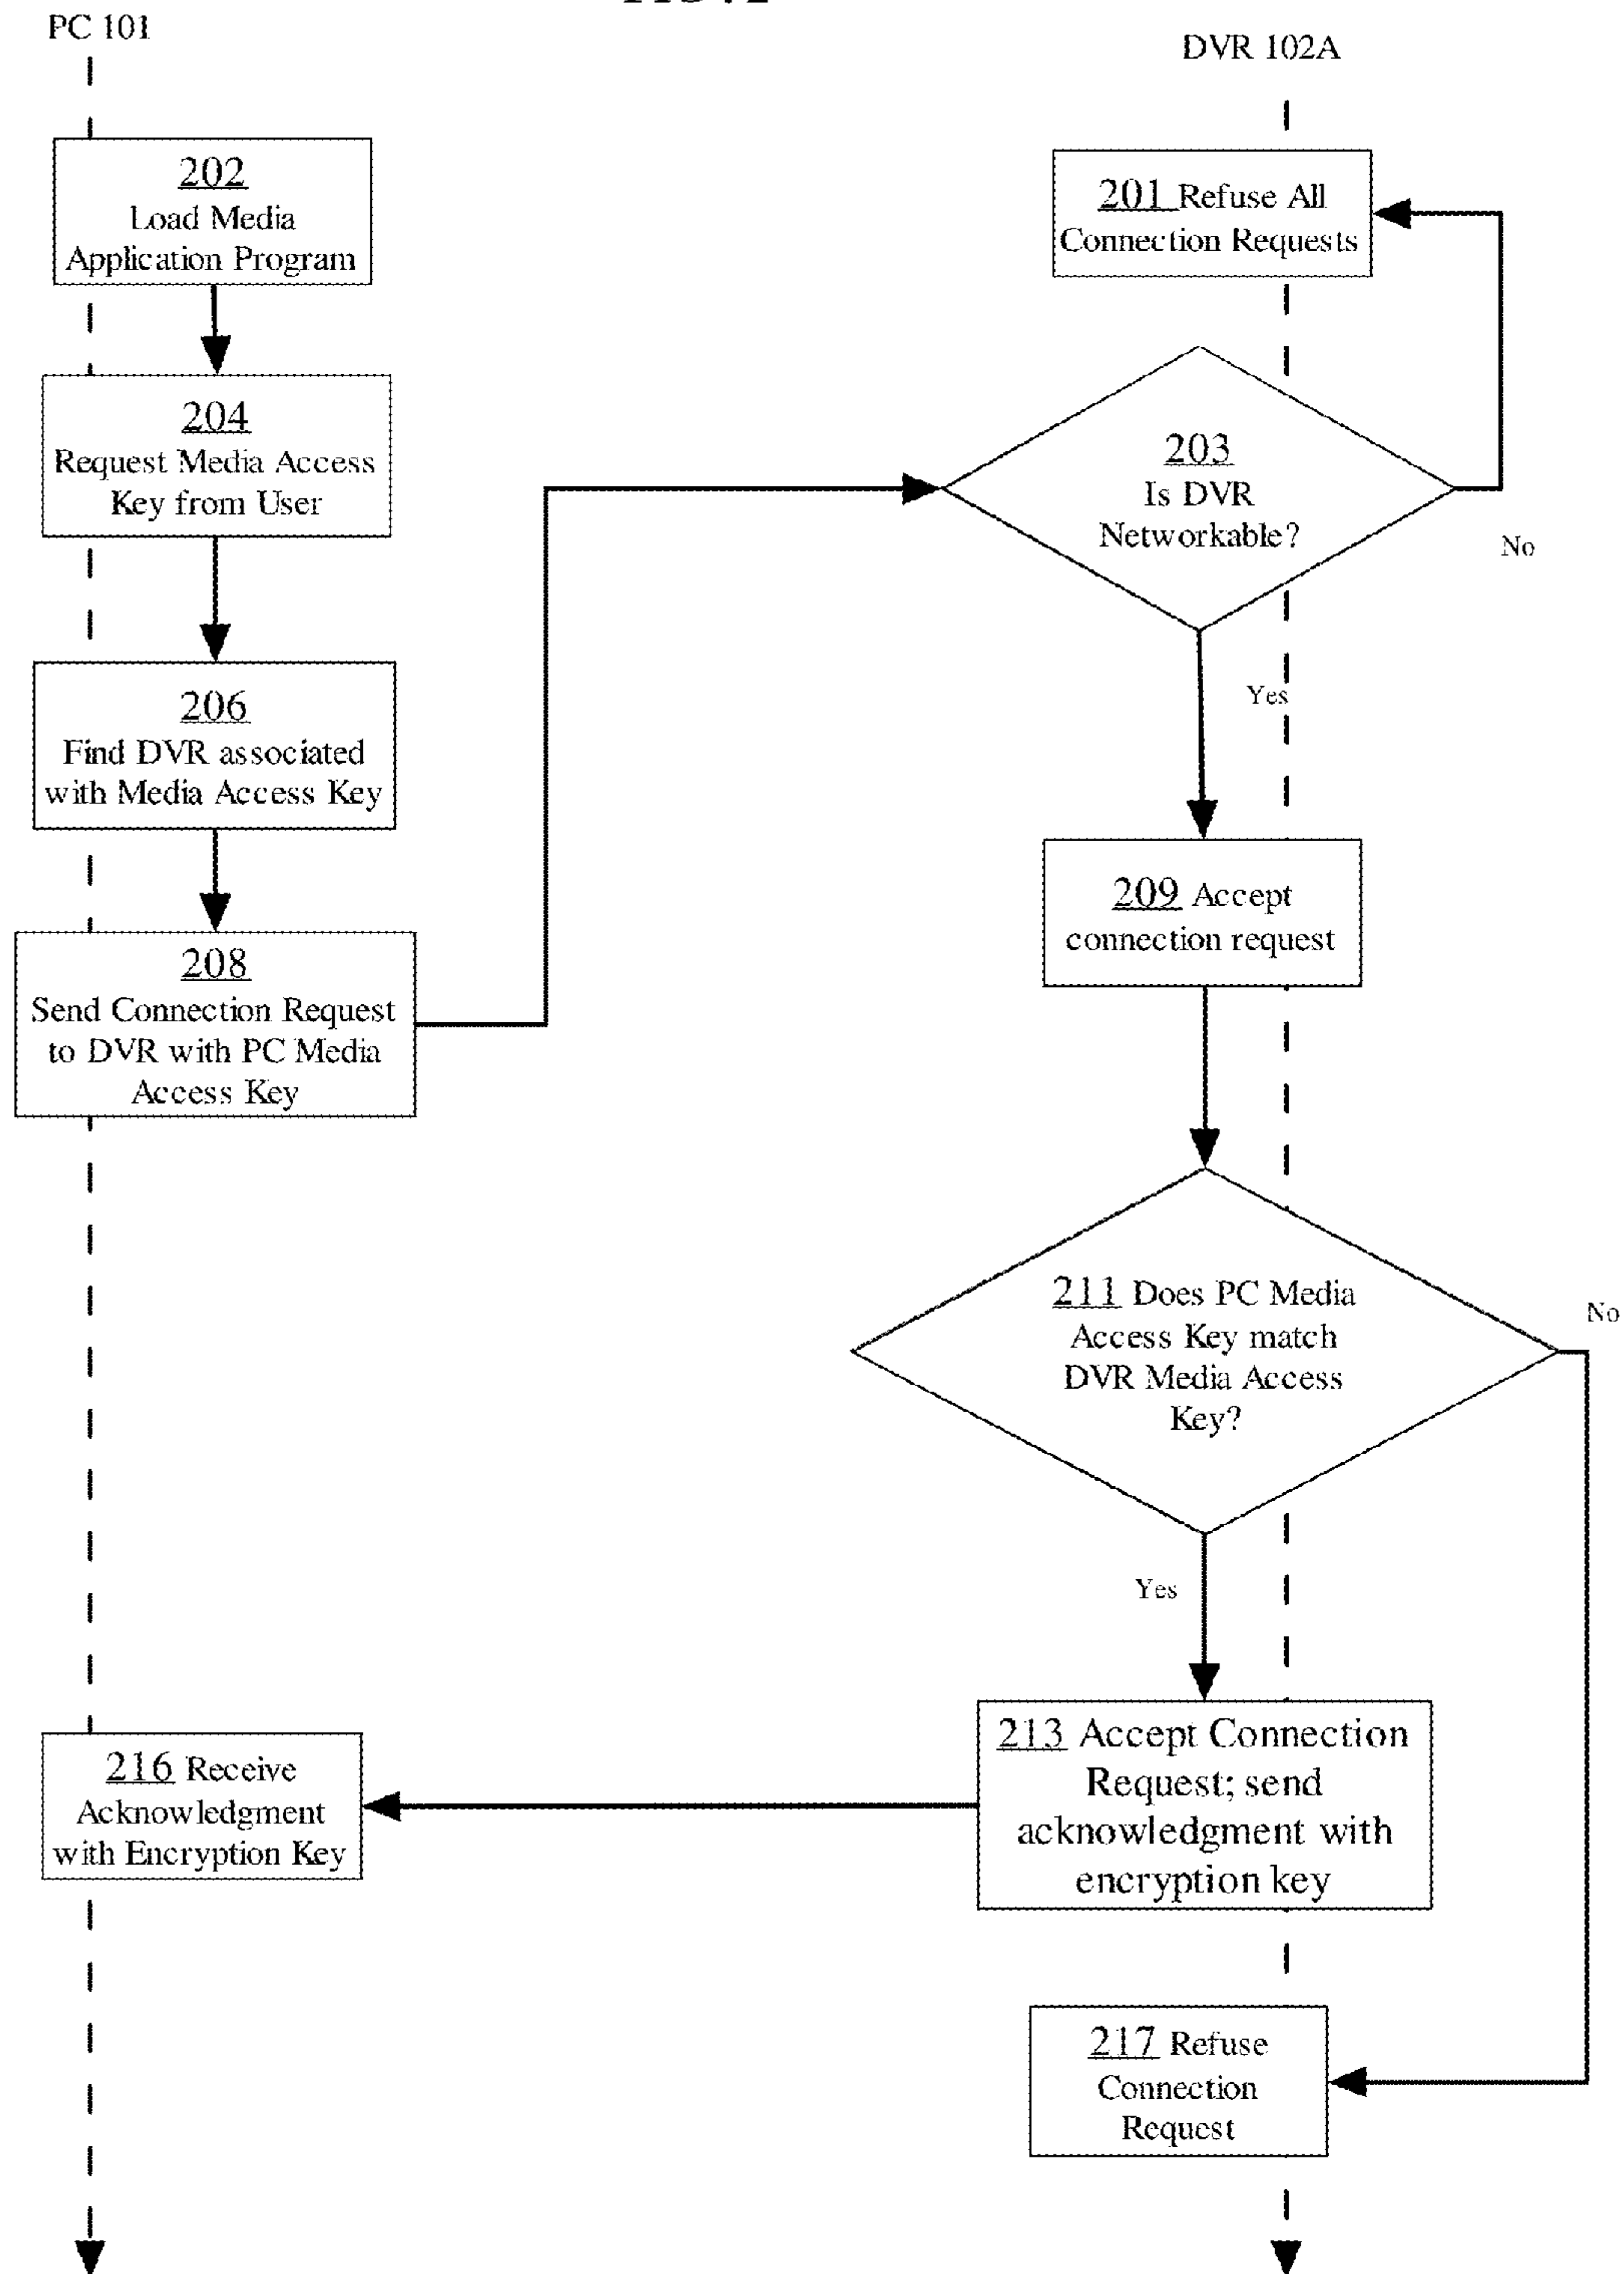 PC 101
DVR 102A
202
Load Media
Application Program
201 Refuse All
Connection Requests
204
Request Media Access
Key from User
203
Is DVR
Networkable?
No
Yes
206
Find DVR associated
with Media Access Key
209 Accept
connection request
208
Send Connection Request
to DVR with PC Media
Access Key
211 Does PC Media
Access Key match
DVR Media Access
Key?
No
Yes
213 Accept Connection
Request; send
acknowledgment with
encryption key
216 Receive
Acknowledgment
with Encryption Key
217 Refuse
Connection
Request